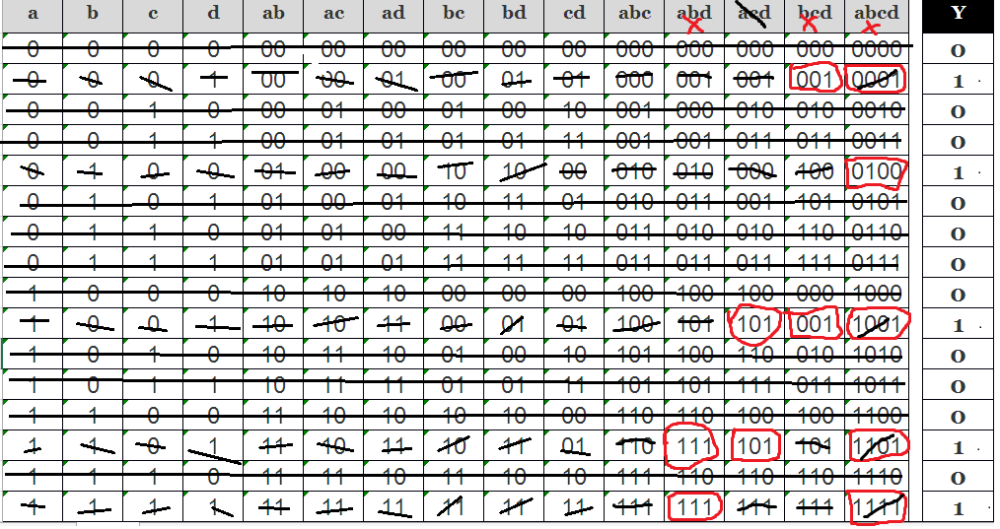 a b c d ab ac ad bc bd cd abc abd acd bcd abcd Y
0 0 0 0 00 00 00 00 00 00 000 000 000 000 0000 0
0 0 0 1 00 00 01 00 01 01 000 001 001 001 0001 1
0 0 1 0 00 01 00 01 00 10 001 000 010 010 0010 0
0 0 1 1 00 01 01 01 01 11 001 001 011 011 0011 0
0 1 0 0 01 00 00 10 10 00 010 010 000 100 0100 1
0 1 0 1 01 00 01 10 11 01 010 011 001 101 0101 0
0 1 1 0 01 01 00 11 10 10 011 010 010 110 0110 0
0 1 1 1 01 01 01 11 11 11 011 011 011 111 0111 0
1 0 0 0 10 10 10 00 00 00 100 100 100 000 1000 0
1 0 0 1 10 10 11 00 01 01 100 101 101 001 1001 1
1 0 1 0 10 11 10 01 00 10 101 100 110 010 1010 0
1 0 1 1 10 11 11 01 01 11 101 101 111 011 1011 0
1 1 0 0 11 10 10 10 10 00 110 110 100 100 1100 0
1 1 0 1 11 10 11 10 11 01 110 111 101 101 1101 1
1 1 1 0 11 11 10 11 10 10 111 110 110 110 1110 0
1 1 1 1 11 11 11 11 11 11 111 111 111 111 1111 1